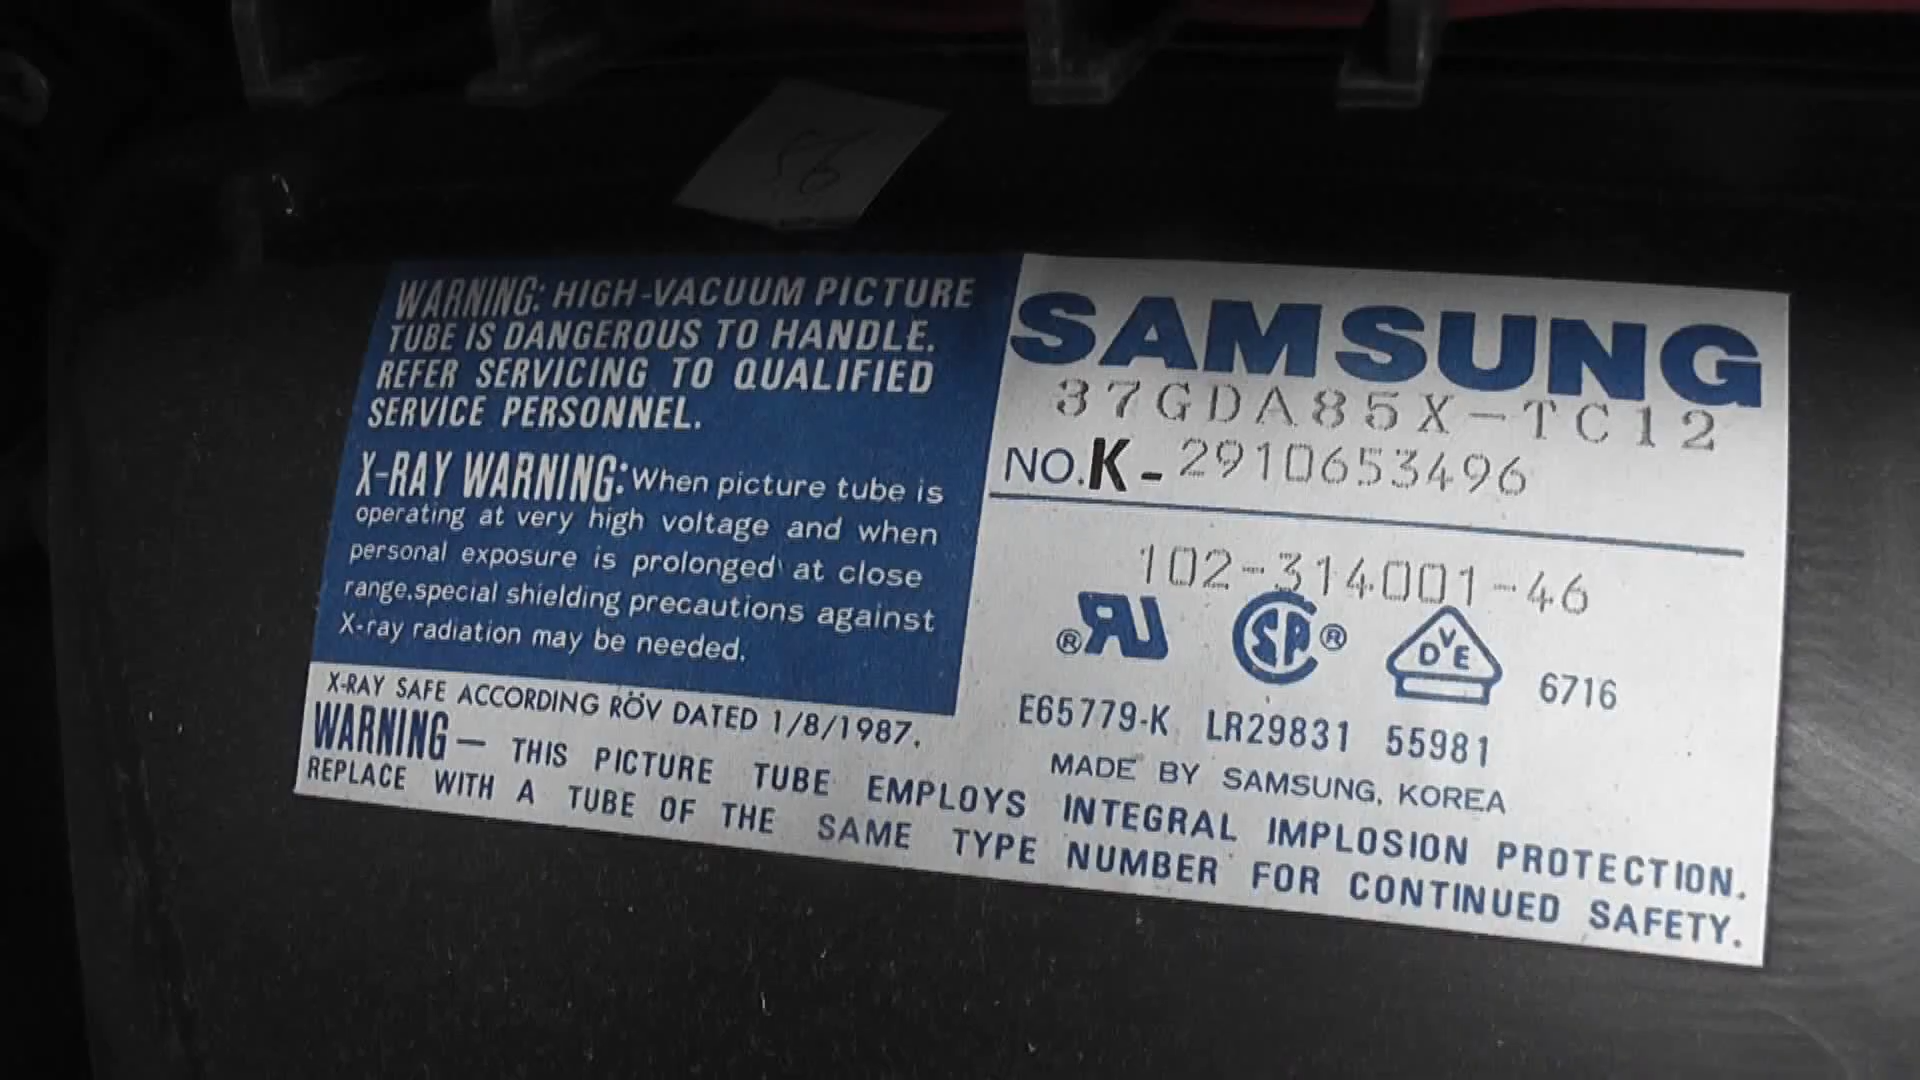 WARNING: HIGH-VACUUM PICTURE
TUBE IS DANGEROUS TO HANDLE.
REFER SERVICING TO QUALIFIED
SERVICE PERSONNEL.
X-RAY WARNING: When picture tube is
operating at very high voltage and when
personal exposure is prolonged at close
range.special shielding precautions against
X-ray radiation may be needed.
X-RAY SAFE ACCORDING RÖV DATED 1/8/1987.
SAMSUNG
37GDA85X-TC12
NO.K-2910653496
102-314001-46
DVE 6716
E65779-K LR29831 55981
MADE BY SAMSUNG, KOREA
WARNING — THIS PICTURE TUBE EMPLOYS INTEGRAL IMPLOSION PROTECTION.
REPLACE WITH A TUBE OF THE SAME TYPE NUMBER FOR CONTINUED SAFETY.